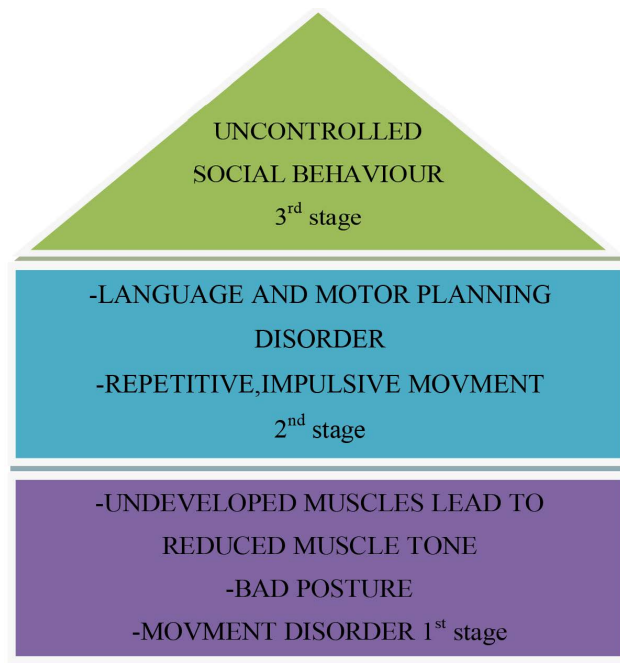 UNCONTROLLED
SOCIAL BEHAVIOUR
3rd stage
-LANGUAGE AND MOTOR PLANNING
DISORDER
-REPETITIVE,IMPULSIVE MOVMENT
2nd stage
-UNDEVELOPED MUSCLES LEAD TO
REDUCED MUSCLE TONE
-BAD POSTURE
-MOVMENT DISORDER 1st stage